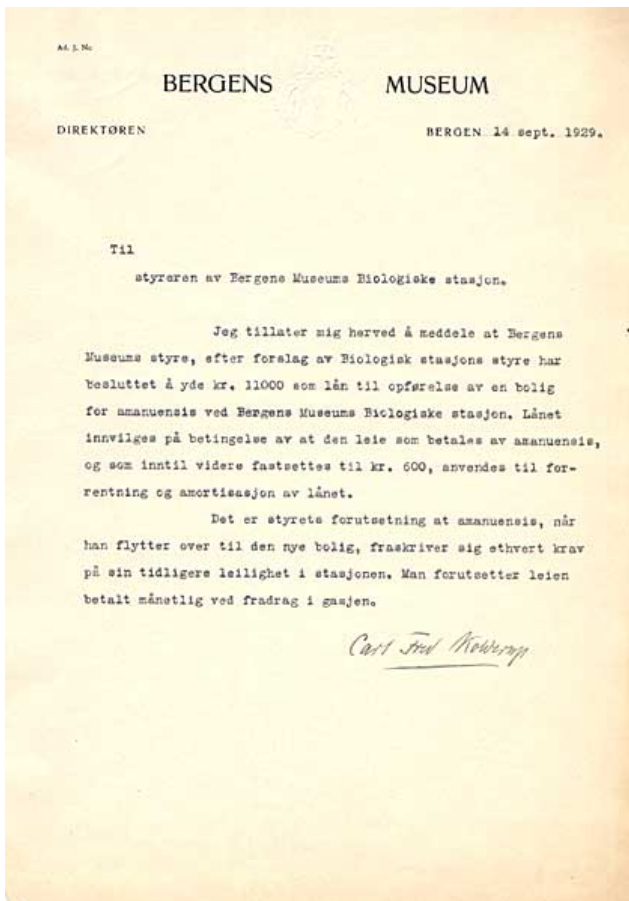 Ad. J. No
BERGENS MUSEUM
DIREKTØREN
BERGEN 14 sept. 1929.
Til
styreren av Bergens Museums Biologiske stasjon.
Jeg tillater mig herved å meddele at Bergens
Museums styre, efter forslag av Biologisk stasjons styre har
besluttet å yde kr. 11000 som lån til opførelse av en bolig
for amanuensis ved Bergens Museums Biologiske stasjon. Lånet
innvilges på betingelse av at den leie som betales av amanuensis,
og som inntil videre fastsettes til kr. 600, anvendes til for-
rentning og amortisasjon av lånet.
Det er styrets forutsetning at amanuensis, når
han flytter over til den nye bolig, fraskriver sig ethvert krav
på sin tidligere leilighet i stasjonen. Man forutsetter leien
betalt månetlig ved fradrag i gasjen.
Carl Fred Kolderup